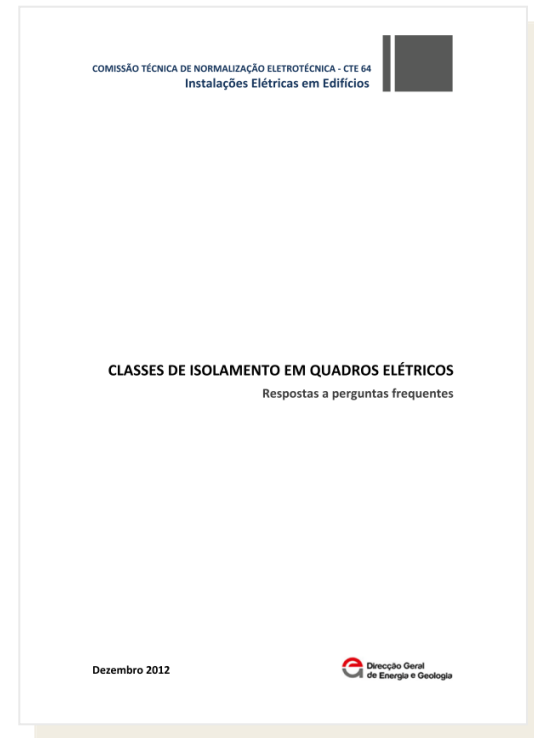 COMISSÃO TÉCNICA DE NORMALIZAÇÃO ELETROTÉCNICA - CTE 64
Instalações Elétricas em Edifícios
CLASSES DE ISOLAMENTO EM QUADROS ELÉTRICOS
Respostas a perguntas frequentes
Dezembro 2012
Direcção Geral
de Energia e Geologia